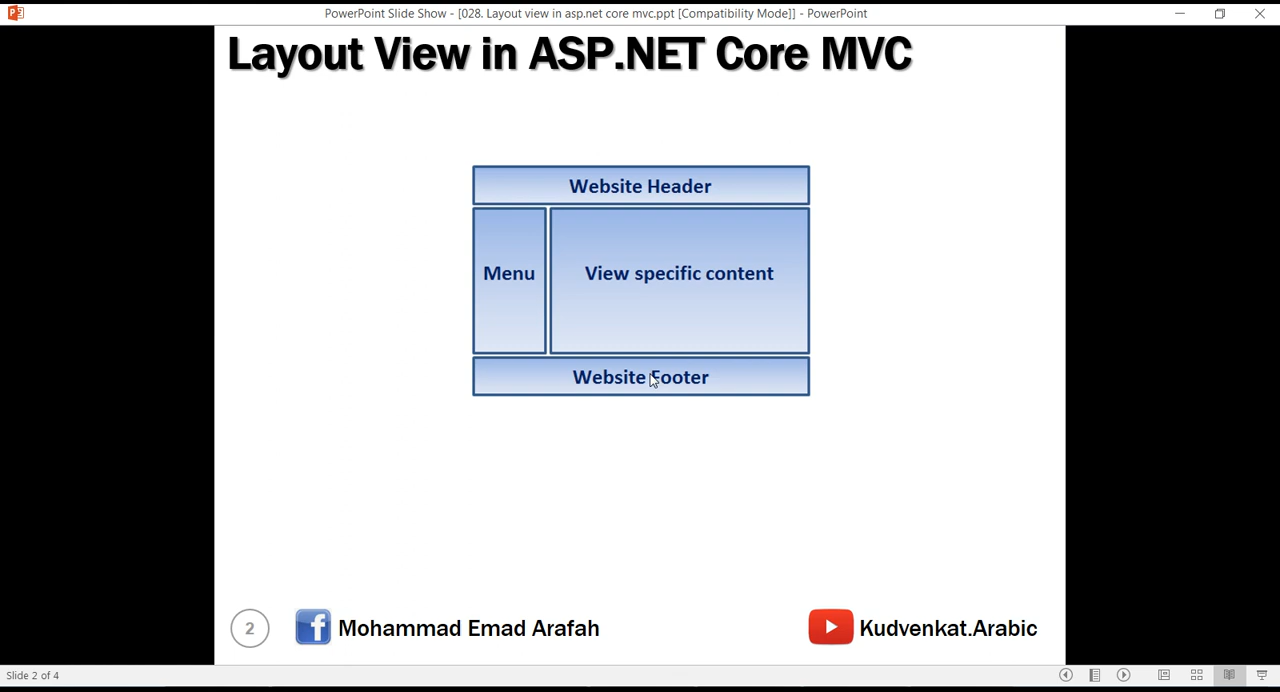 PowerPoint Slide Show - [028. Layout view in asp.net core mvc.ppt [Compatibility Mode]] - PowerPoint
Layout View in ASP.NET Core MVC
Website Header
Menu
View specific content
Website Footer
2
Mohammad Emad Arafah
Kudvenkat.Arabic
Slide 2 of 4